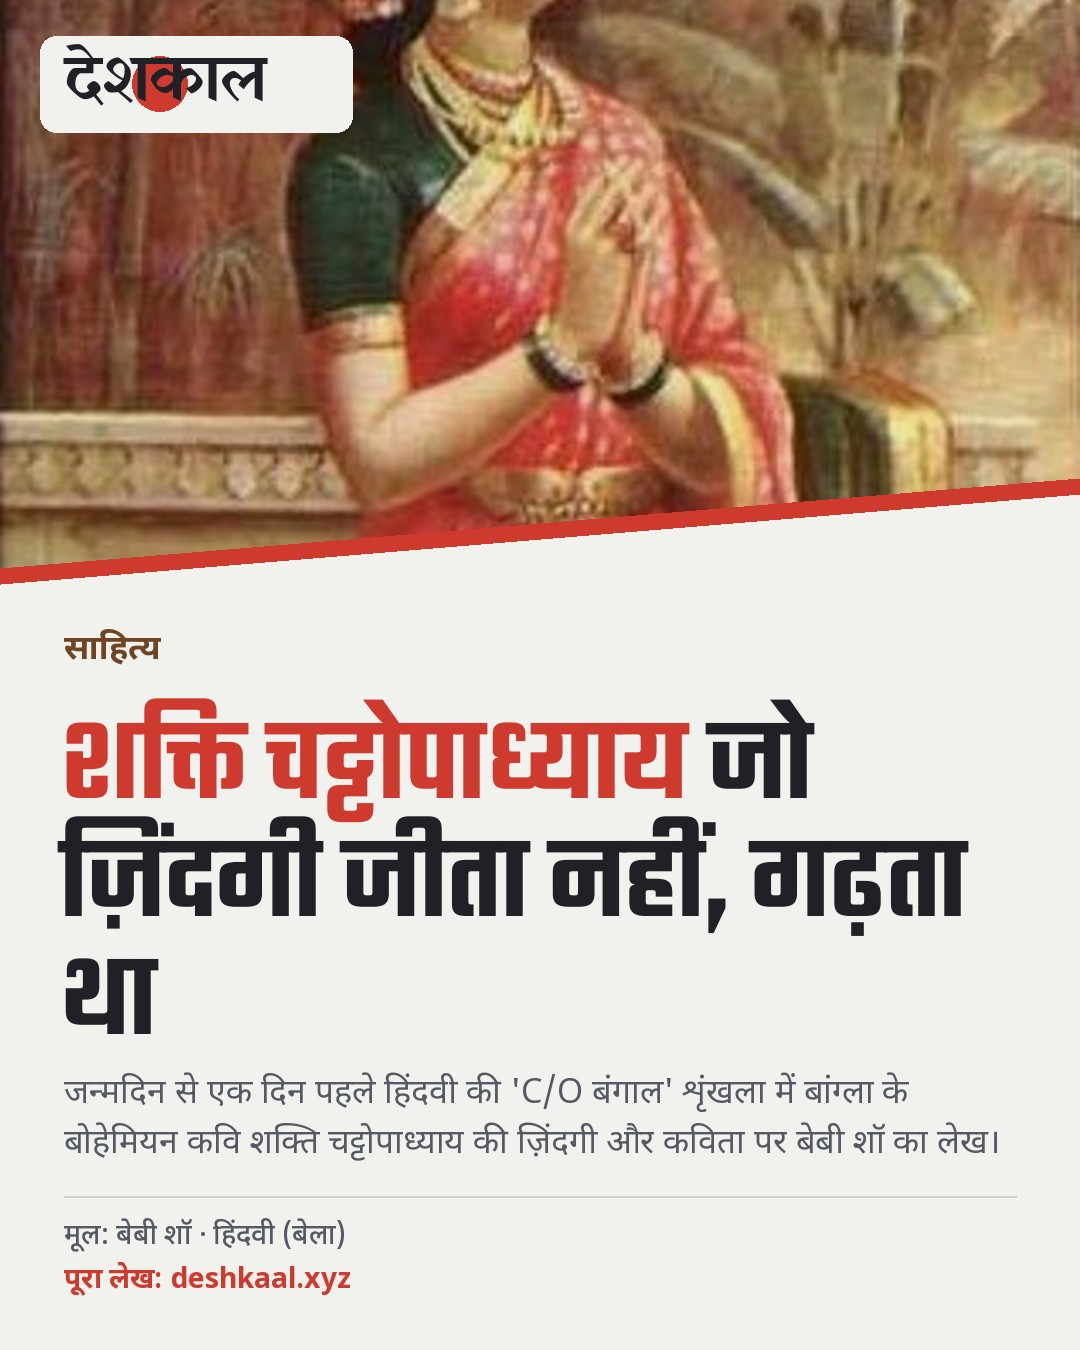 देशकाल
साहित्य
शक्ति चट्टोपाध्याय जो
ज़िंदगी जीता नहीं, गढ़ता
था
जन्मदिन से एक दिन पहले हिंदवी की 'C/O बंगाल' शृंखला में बांग्ला के
बोहेमियन कवि शक्ति चट्टोपाध्याय की ज़िंदगी और कविता पर बेबी शॉ का लेख।
मूल: बेबी शॉ · हिंदवी (बेला)
पूरा लेख: deshkaal.xyz